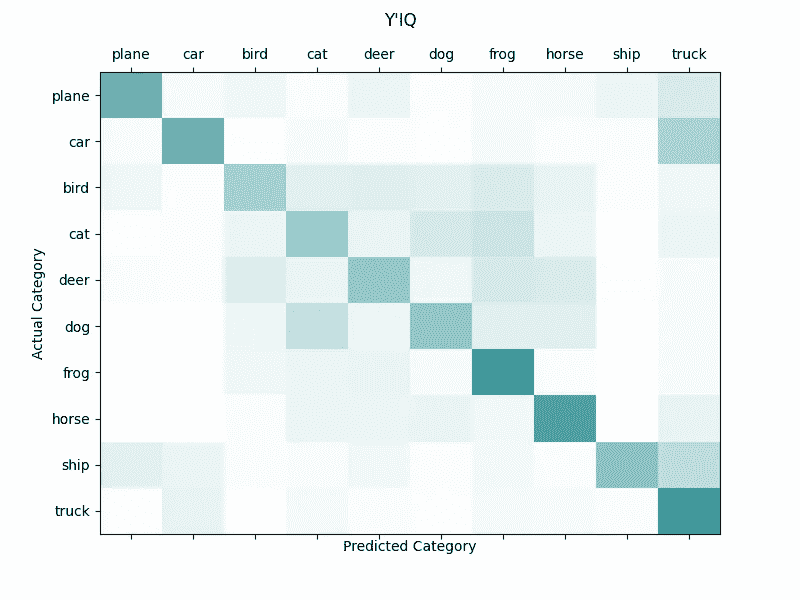 Y'IQ
plane car bird cat deer dog frog horse ship truck
plane
car
bird
cat
deer
dog
frog
horse
ship
truck
Actual Category
Predicted Category